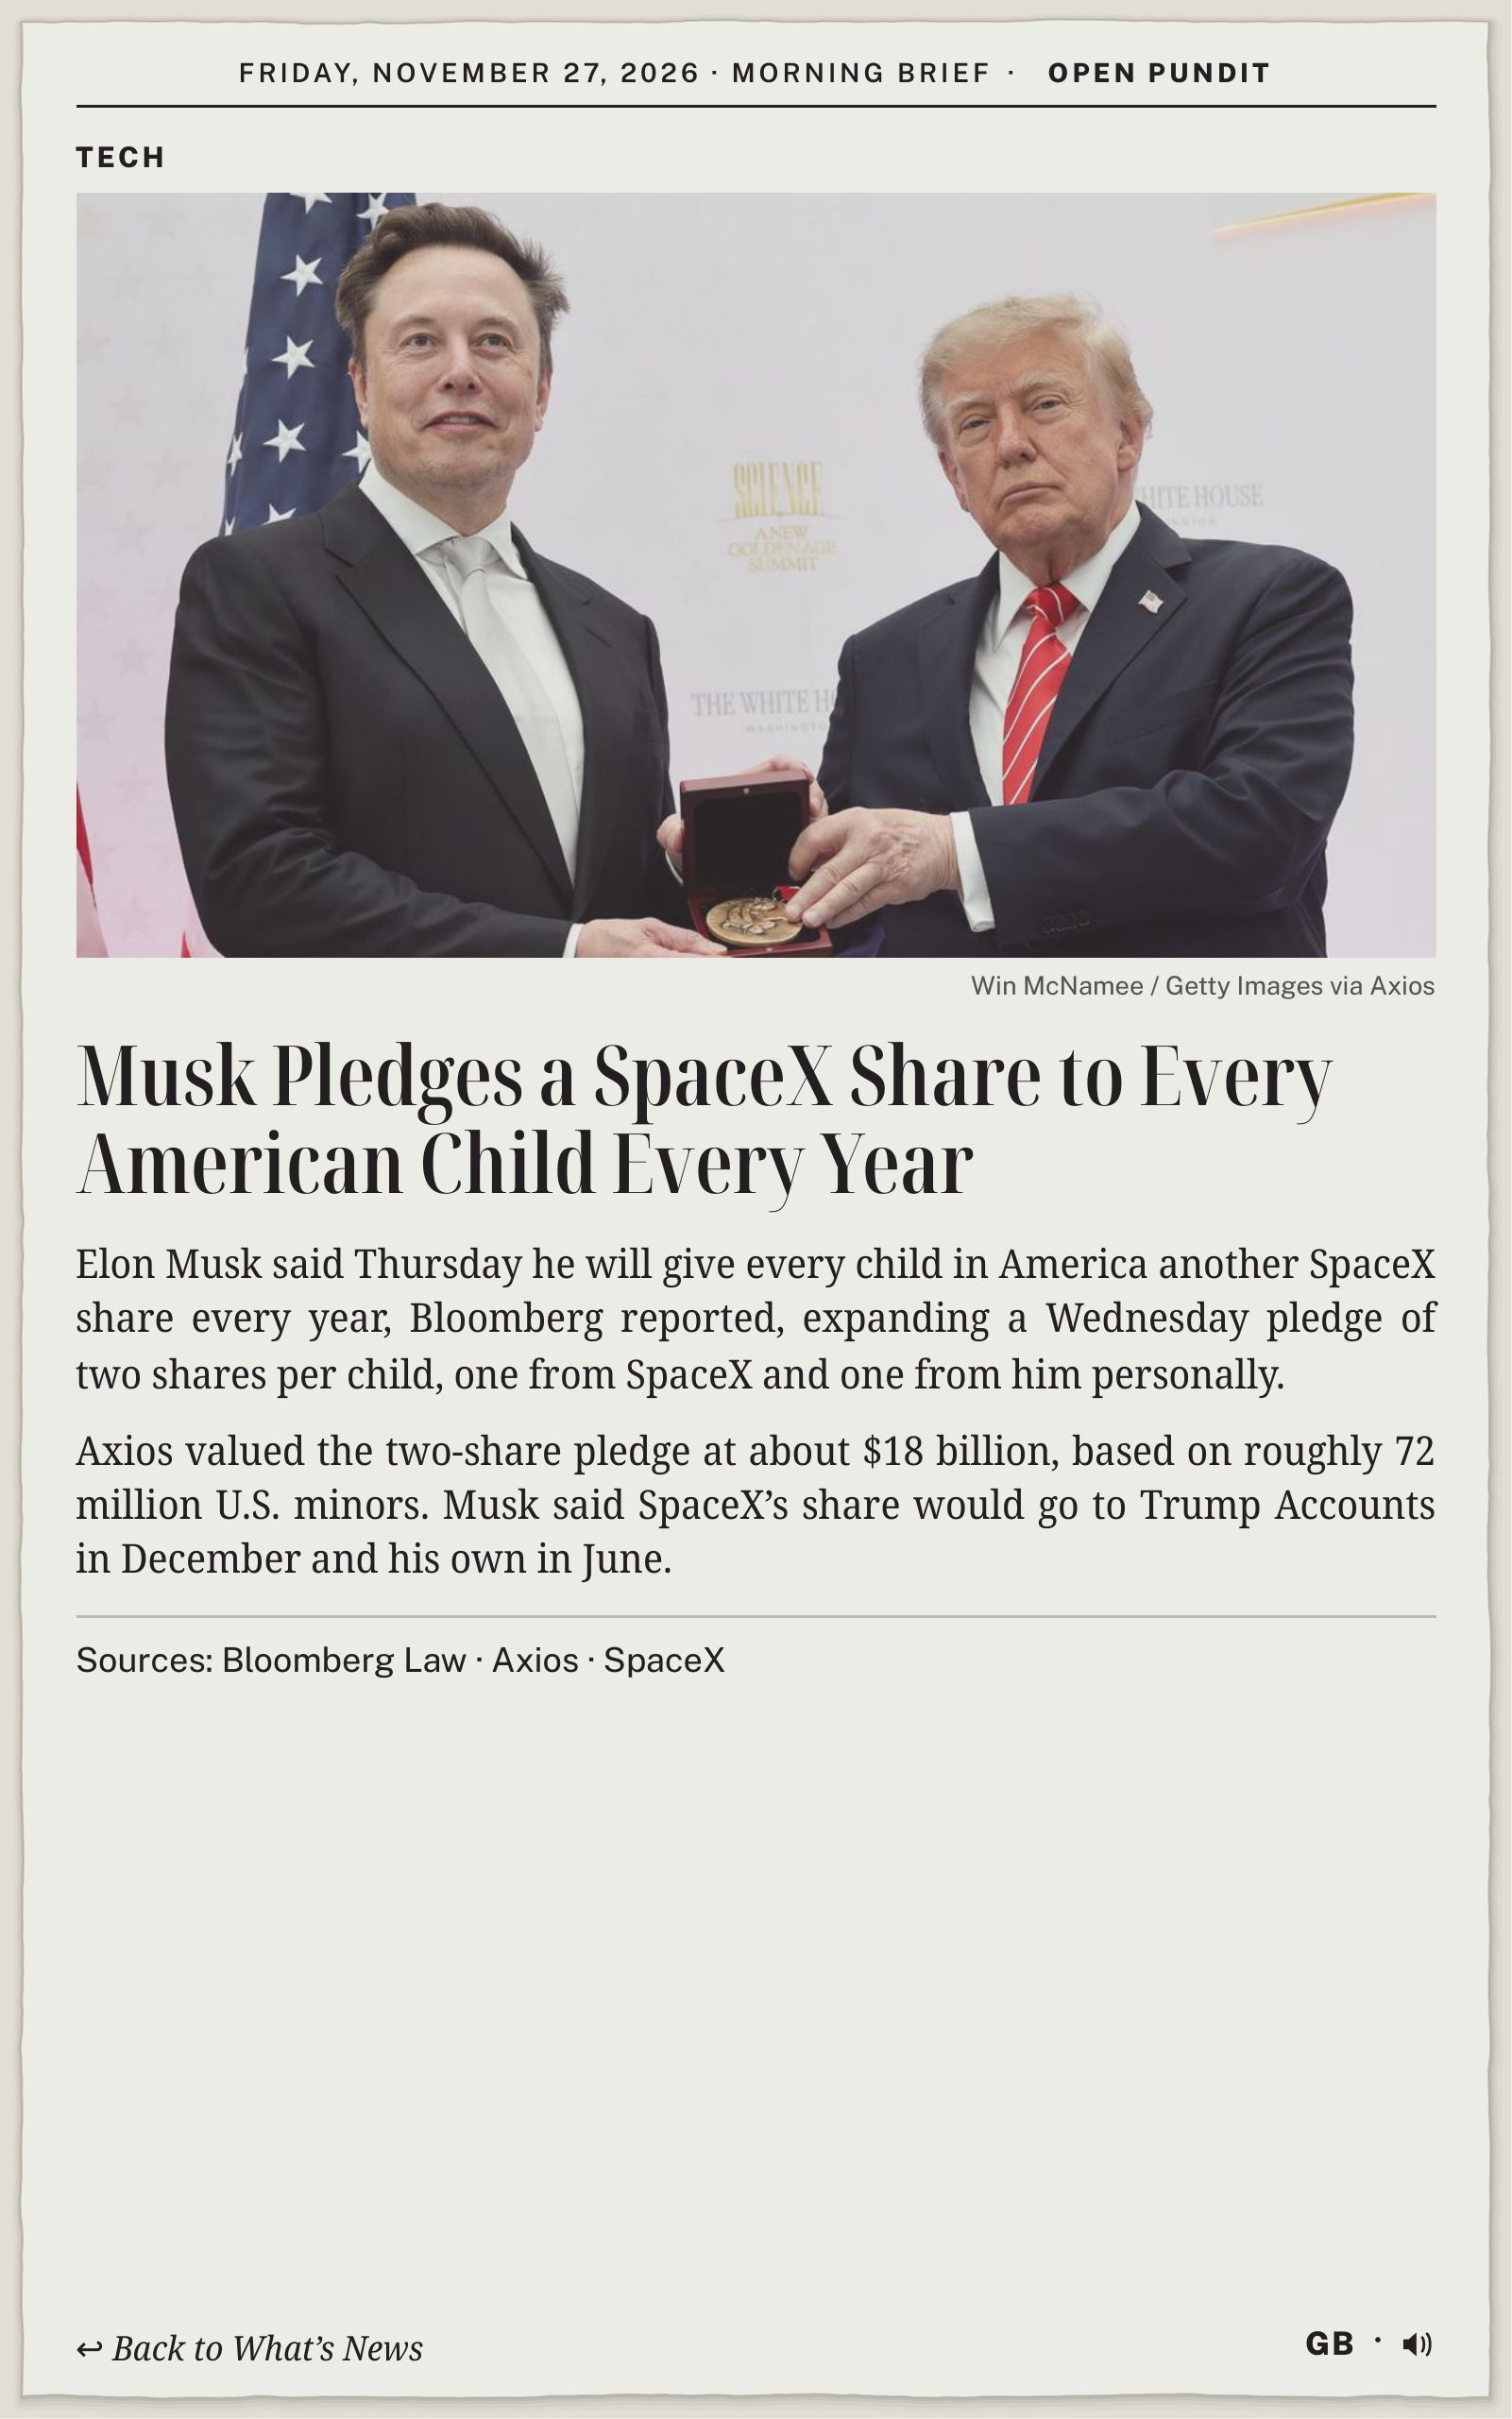 FRIDAY, NOVEMBER 27, 2026 · MORNING BRIEF · OPEN PUNDIT
TECH
SCIENCE
A NEW
GOLDEN AGE
SUMMIT
HITE HOUSE
THE WHITE HO
WASHINGTO
Win McNamee / Getty Images via Axios
Musk Pledges a SpaceX Share to Every
American Child Every Year
Elon Musk said Thursday he will give every child in America another SpaceX
share every year, Bloomberg reported, expanding a Wednesday pledge of
two shares per child, one from SpaceX and one from him personally.
Axios valued the two-share pledge at about $18 billion, based on roughly 72
million U.S. minors. Musk said SpaceX’s share would go to Trump Accounts
in December and his own in June.
Sources: Bloomberg Law · Axios · SpaceX
↩ Back to What’s News
GB ·